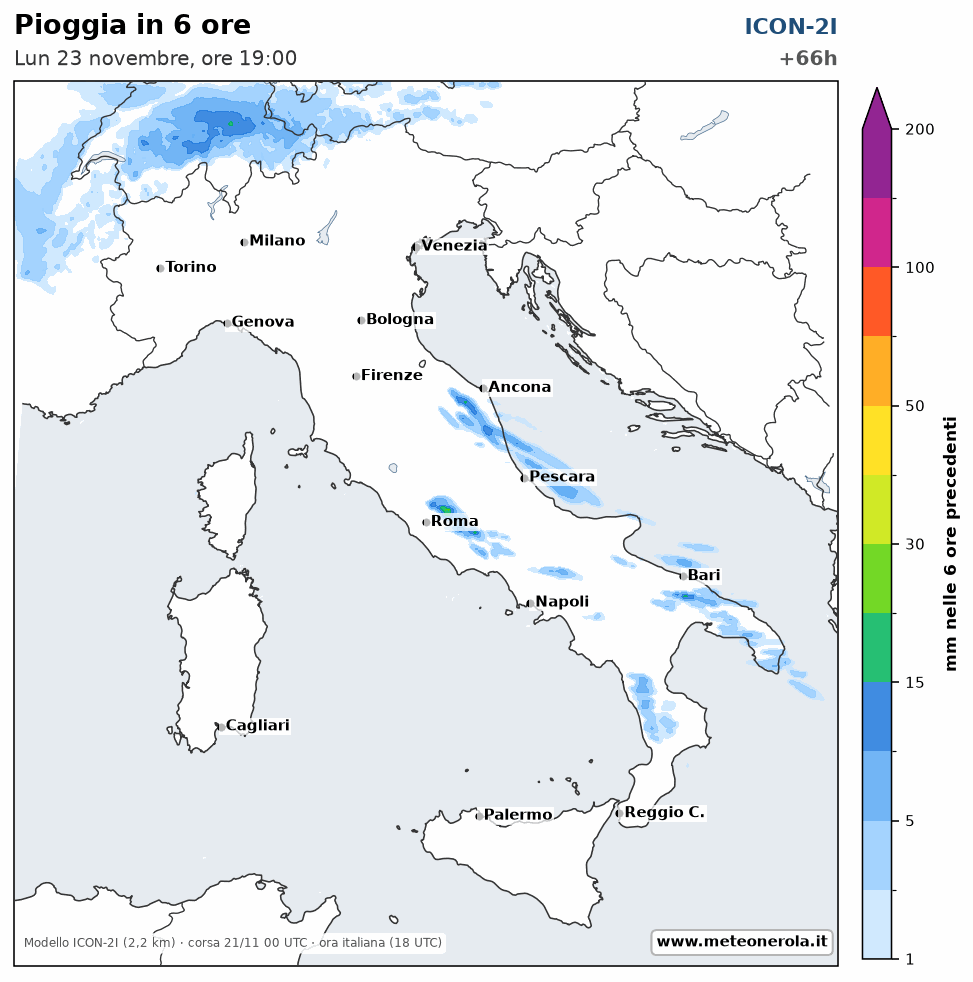 Pioggia in 6 ore
ICON-2I
Lun 23 novembre, ore 19:00
+66h
200
100
50
30
15
5
1
mm nelle 6 ore precedenti
Milano
Venezia
Torino
Genova
Bologna
Firenze
Ancona
Pescara
Roma
Bari
Napoli
Cagliari
Palermo
Reggio C.
Modello ICON-2I (2,2 km) · corsa 21/11 00 UTC · ora italiana (18 UTC)
www.meteonerola.it